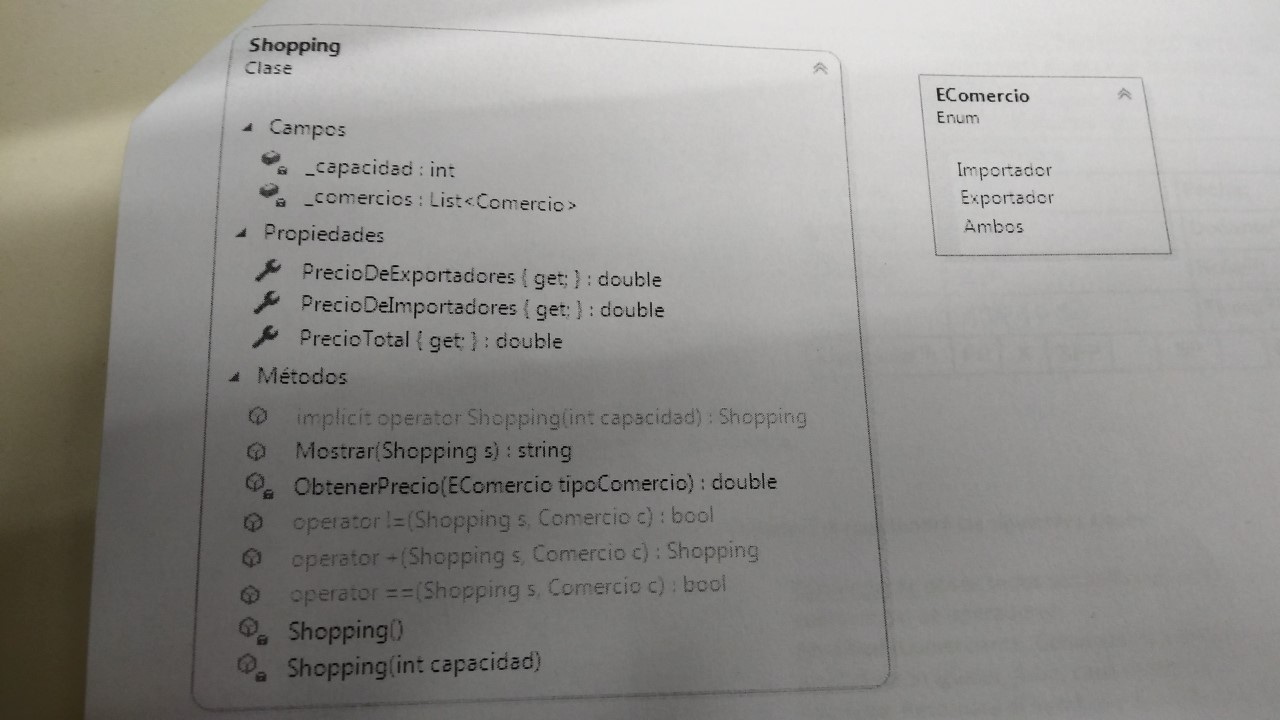 Shopping
Clase
Campos
_capacidad : int
_comercios : List<Comercio>
Propiedades
PrecioDeExportadores { get; } : double
PrecioDeImportadores { get; } : double
PrecioTotal { get; } : double
Métodos
implicit operator Shopping(int capacidad) : Shopping
Mostrar(Shopping s) : string
ObtenerPrecio(EComercio tipoComercio) : double
operator !=(Shopping s, Comercio c) : bool
operator +(Shopping s, Comercio c) : Shopping
operator ==(Shopping s, Comercio c) : bool
Shopping()
Shopping(int capacidad)
EComercio
Enum
Importador
Exportador
Ambos